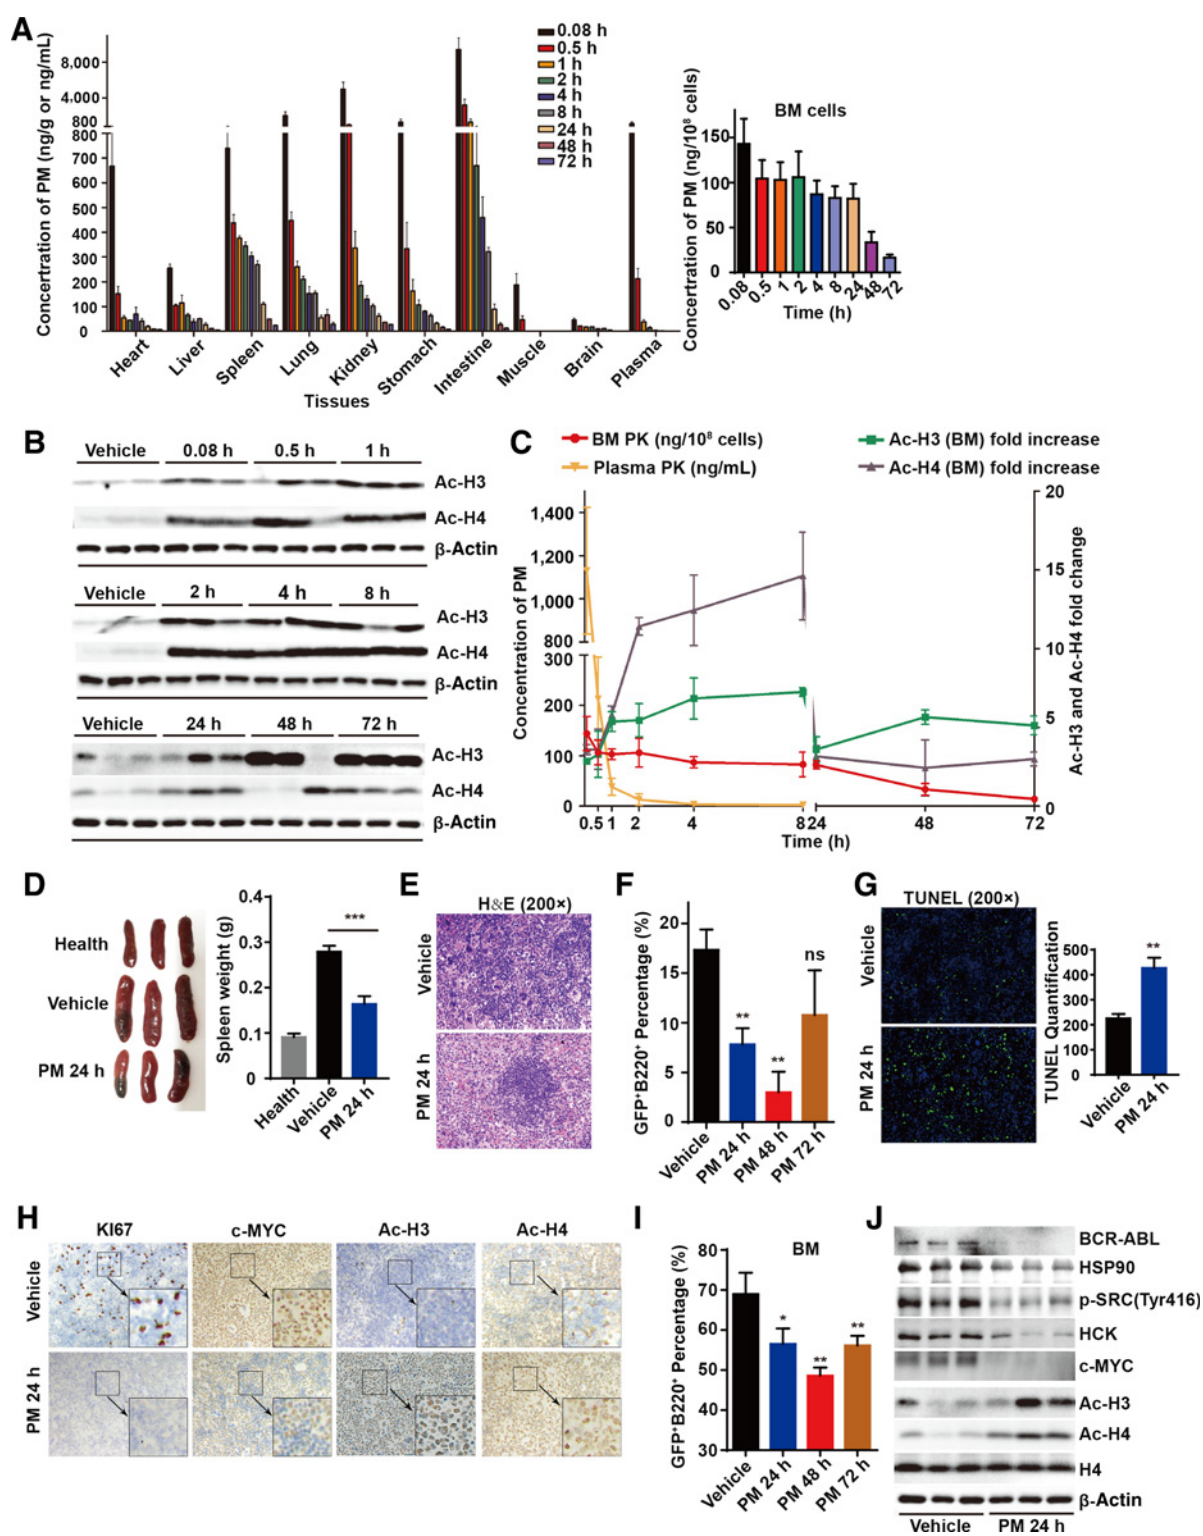 A
Concertration of PM (ng/g or ng/mL)
8,000
4,000
800
800
700
600
500
400
300
200
100
0
0.08 h
0.5 h
1 h
2 h
4 h
8 h
24 h
48 h
72 h
Heart
Liver
Spleen
Lung
Kidney
Stomach
Intestine
Muscle
Brain
Plasma
Tissues
BM cells
Concertration of PM (ng/10⁸ cells)
150
100
50
0
0.08
0.5
1
2
4
8
24
48
72
Time (h)
B
Vehicle 0.08 h 0.5 h 1 h
Ac-H3
Ac-H4
β-Actin
Vehicle 2 h 4 h 8 h
Ac-H3
Ac-H4
β-Actin
Vehicle 24 h 48 h 72 h
Ac-H3
Ac-H4
β-Actin
C
BM PK (ng/10⁸ cells)
Plasma PK (ng/mL)
Ac-H3 (BM) fold increase
Ac-H4 (BM) fold increase
Concentration of PM
1,400
1,200
1,000
800
300
200
100
0
20
15
10
5
0
Ac-H3 and Ac-H4 fold change
0.5 1 2 4 8 24 48 72
Time (h)
D
Health
Vehicle
PM 24 h
Spleen weight (g)
0.4
0.3
0.2
0.1
0
***
Health
Vehicle
PM 24 h
E
H&E (200×)
Vehicle
PM 24 h
F
GFP⁺B220⁺ Percentage (%)
20
15
10
5
0
**
**
ns
Vehicle
PM 24 h
PM 48 h
PM 72 h
G
TUNEL (200×)
Vehicle
PM 24 h
TUNEL Quantification
500
400
300
200
100
0
**
Vehicle
PM 24 h
H
KI67 c-MYC Ac-H3 Ac-H4
Vehicle
PM 24 h
I
BM
GFP⁺B220⁺ Percentage (%)
80
70
60
50
40
30
*
**
**
Vehicle
PM 24 h
PM 48 h
PM 72 h
J
BCR-ABL
HSP90
p-SRC(Tyr416)
HCK
c-MYC
Ac-H3
Ac-H4
H4
β-Actin
Vehicle PM 24 h